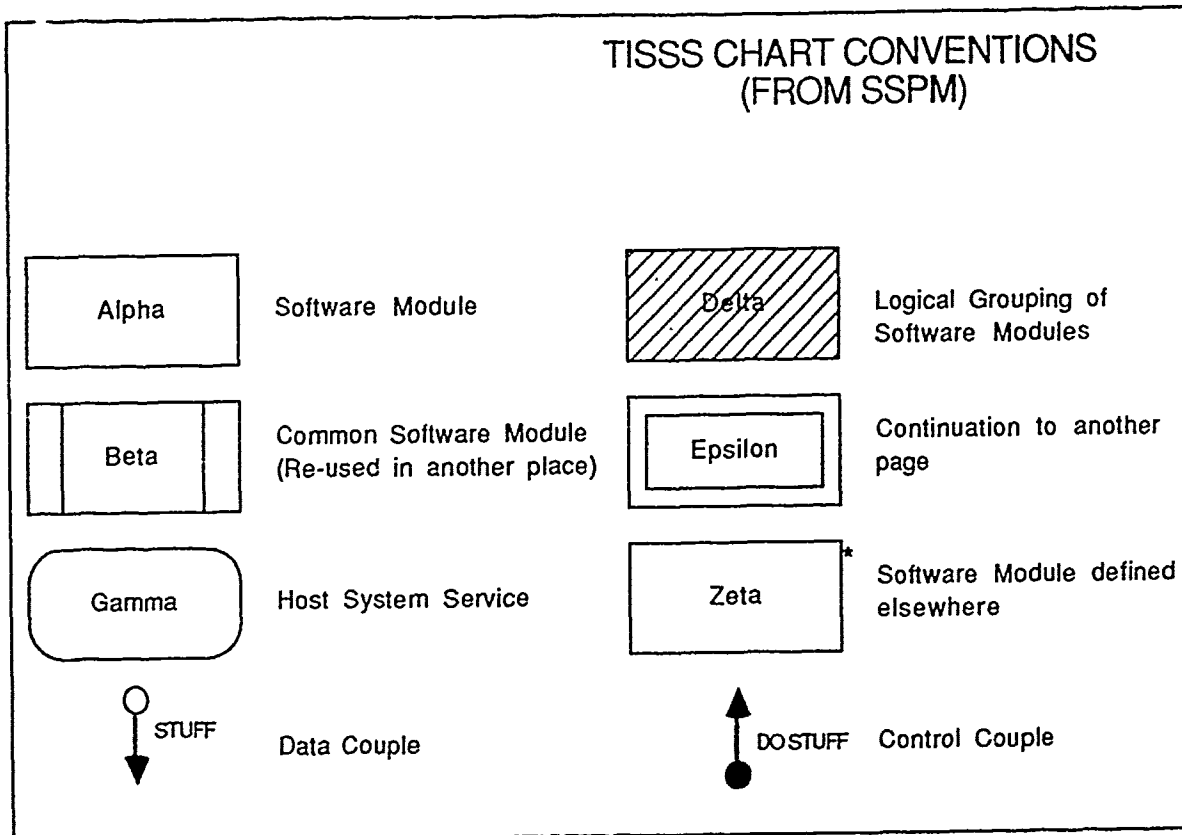 TISSS CHART CONVENTIONS
(FROM SSPM)
Alpha
Software Module
Delta
Logical Grouping of
Software Modules
Beta
Common Software Module
(Re-used in another place)
Epsilon
Continuation to another
page
Gamma
Host System Service
Zeta
*
Software Module defined
elsewhere
STUFF
Data Couple
DO STUFF
Control Couple